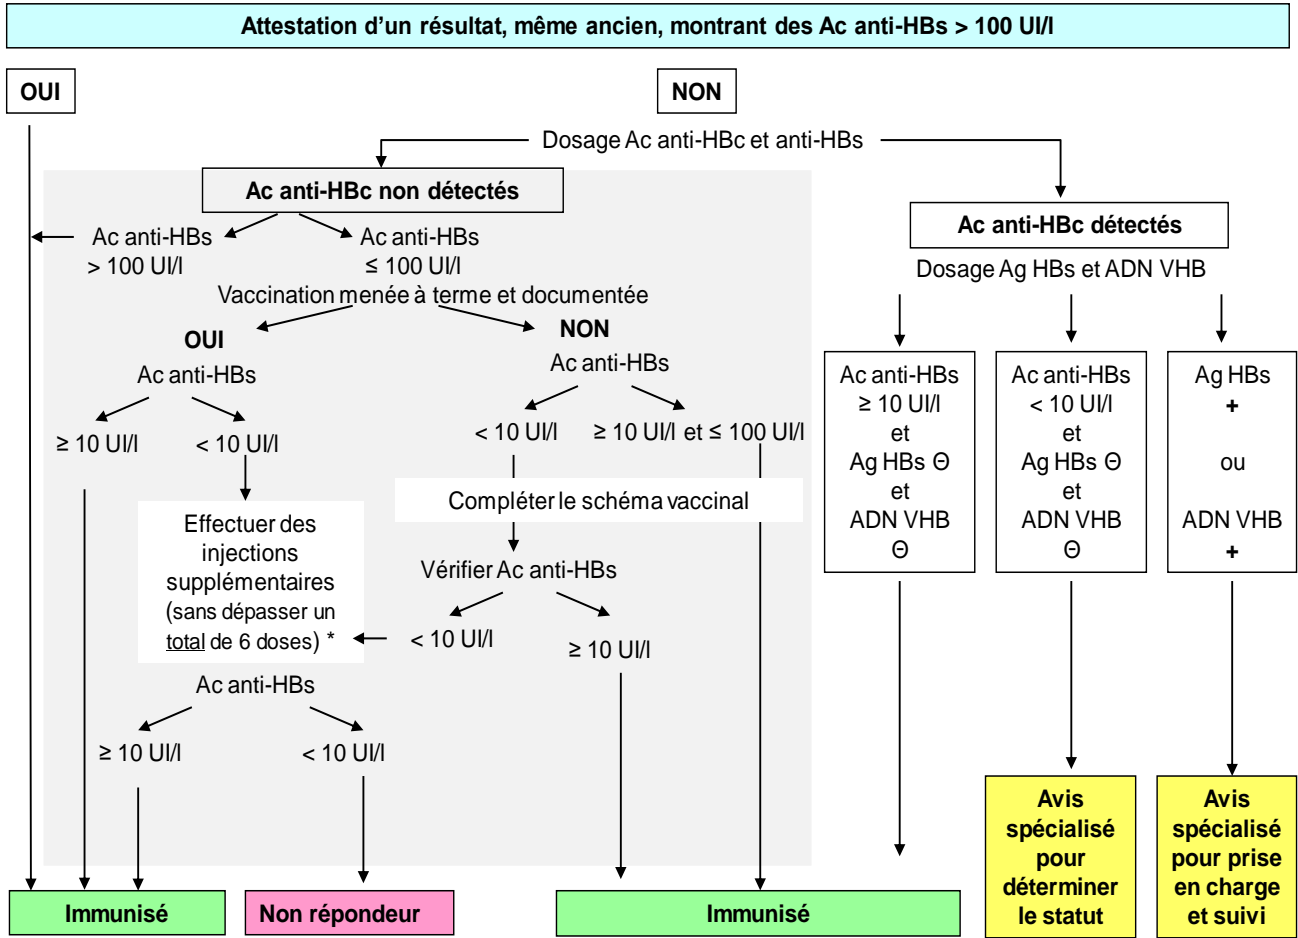 Attestation d'un résultat, même ancien, montrant des Ac anti-HBs > 100 UI/l
OUI
NON
Dosage Ac anti-HBc et anti-HBs
Ac anti-HBc non détectés
Ac anti-HBs
> 100 UI/l
Ac anti-HBs
≤ 100 UI/l
Vaccination menée à terme et documentée
OUI
Ac anti-HBs
≥ 10 UI/l
< 10 UI/l
NON
Ac anti-HBs
< 10 UI/l
≥ 10 UI/l et ≤ 100 UI/l
Compléter le schéma vaccinal
Effectuer des
injections
supplémentaires
(sans dépasser un
total de 6 doses) *
Vérifier Ac anti-HBs
< 10 UI/l
≥ 10 UI/l
Ac anti-HBs
≥ 10 UI/l
< 10 UI/l
Ac anti-HBc détectés
Dosage Ag HBs et ADN VHB
Ac anti-HBs
≥ 10 UI/l
et
Ag HBs Θ
et
ADN VHB
Θ
Ac anti-HBs
< 10 UI/l
et
Ag HBs Θ
et
ADN VHB
Θ
Ag HBs
+
ou
ADN VHB
+
Immunisé
Non répondeur
Immunisé
Avis
spécialisé
pour
déterminer
le statut
Avis
spécialisé
pour prise
en charge
et suivi